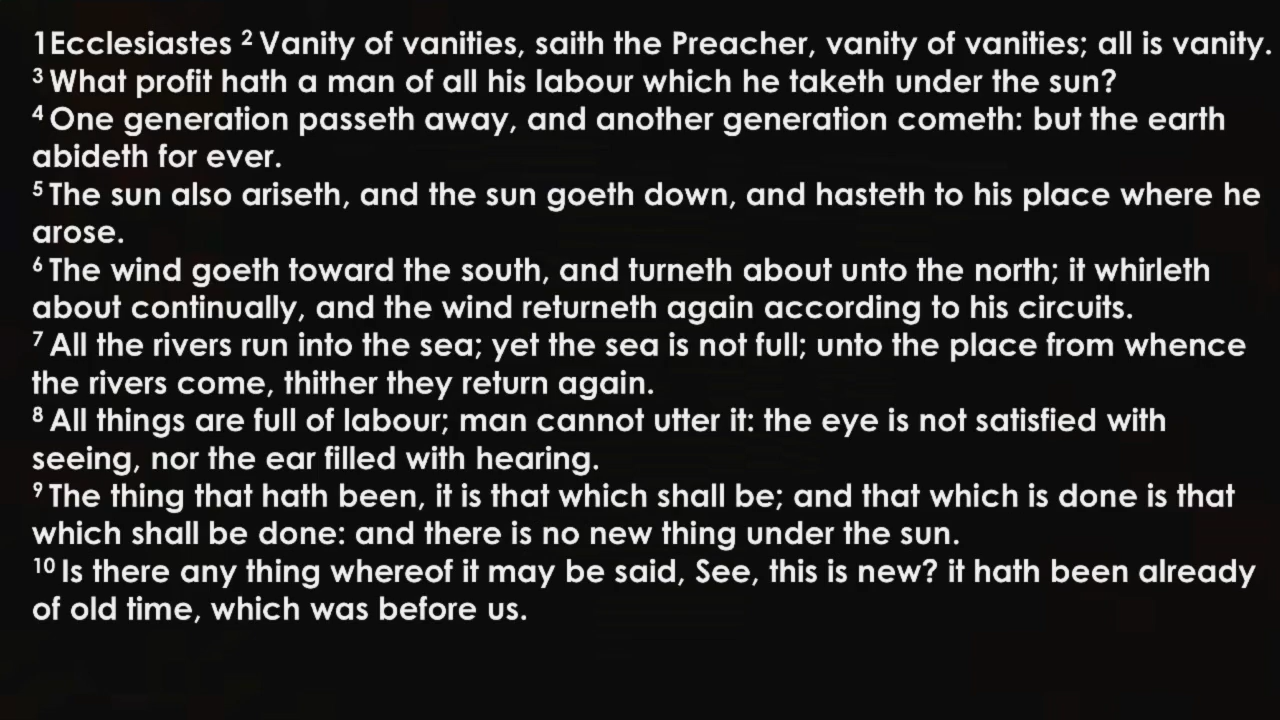 1Ecclesiastes 2 Vanity of vanities, saith the Preacher, vanity of vanities; all is vanity.
3 What profit hath a man of all his labour which he taketh under the sun?
4 One generation passeth away, and another generation cometh: but the earth
abideth for ever.
5 The sun also ariseth, and the sun goeth down, and hasteth to his place where he
arose.
6 The wind goeth toward the south, and turneth about unto the north; it whirleth
about continually, and the wind returneth again according to his circuits.
7 All the rivers run into the sea; yet the sea is not full; unto the place from whence
the rivers come, thither they return again.
8 All things are full of labour; man cannot utter it: the eye is not satisfied with
seeing, nor the ear filled with hearing.
9 The thing that hath been, it is that which shall be; and that which is done is that
which shall be done: and there is no new thing under the sun.
10 Is there any thing whereof it may be said, See, this is new? it hath been already
of old time, which was before us.